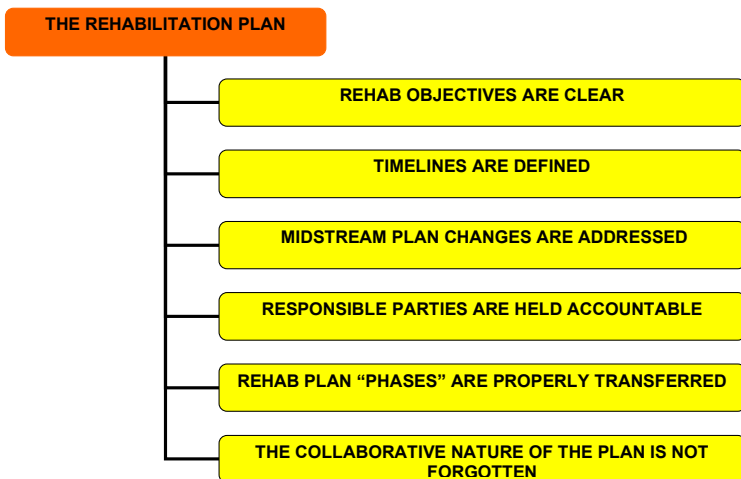 THE REHABILITATION PLAN
REHAB OBJECTIVES ARE CLEAR
TIMELINES ARE DEFINED
MIDSTREAM PLAN CHANGES ARE ADDRESSED
RESPONSIBLE PARTIES ARE HELD ACCOUNTABLE
REHAB PLAN “PHASES” ARE PROPERLY TRANSFERRED
THE COLLABORATIVE NATURE OF THE PLAN IS NOT
FORGOTTEN